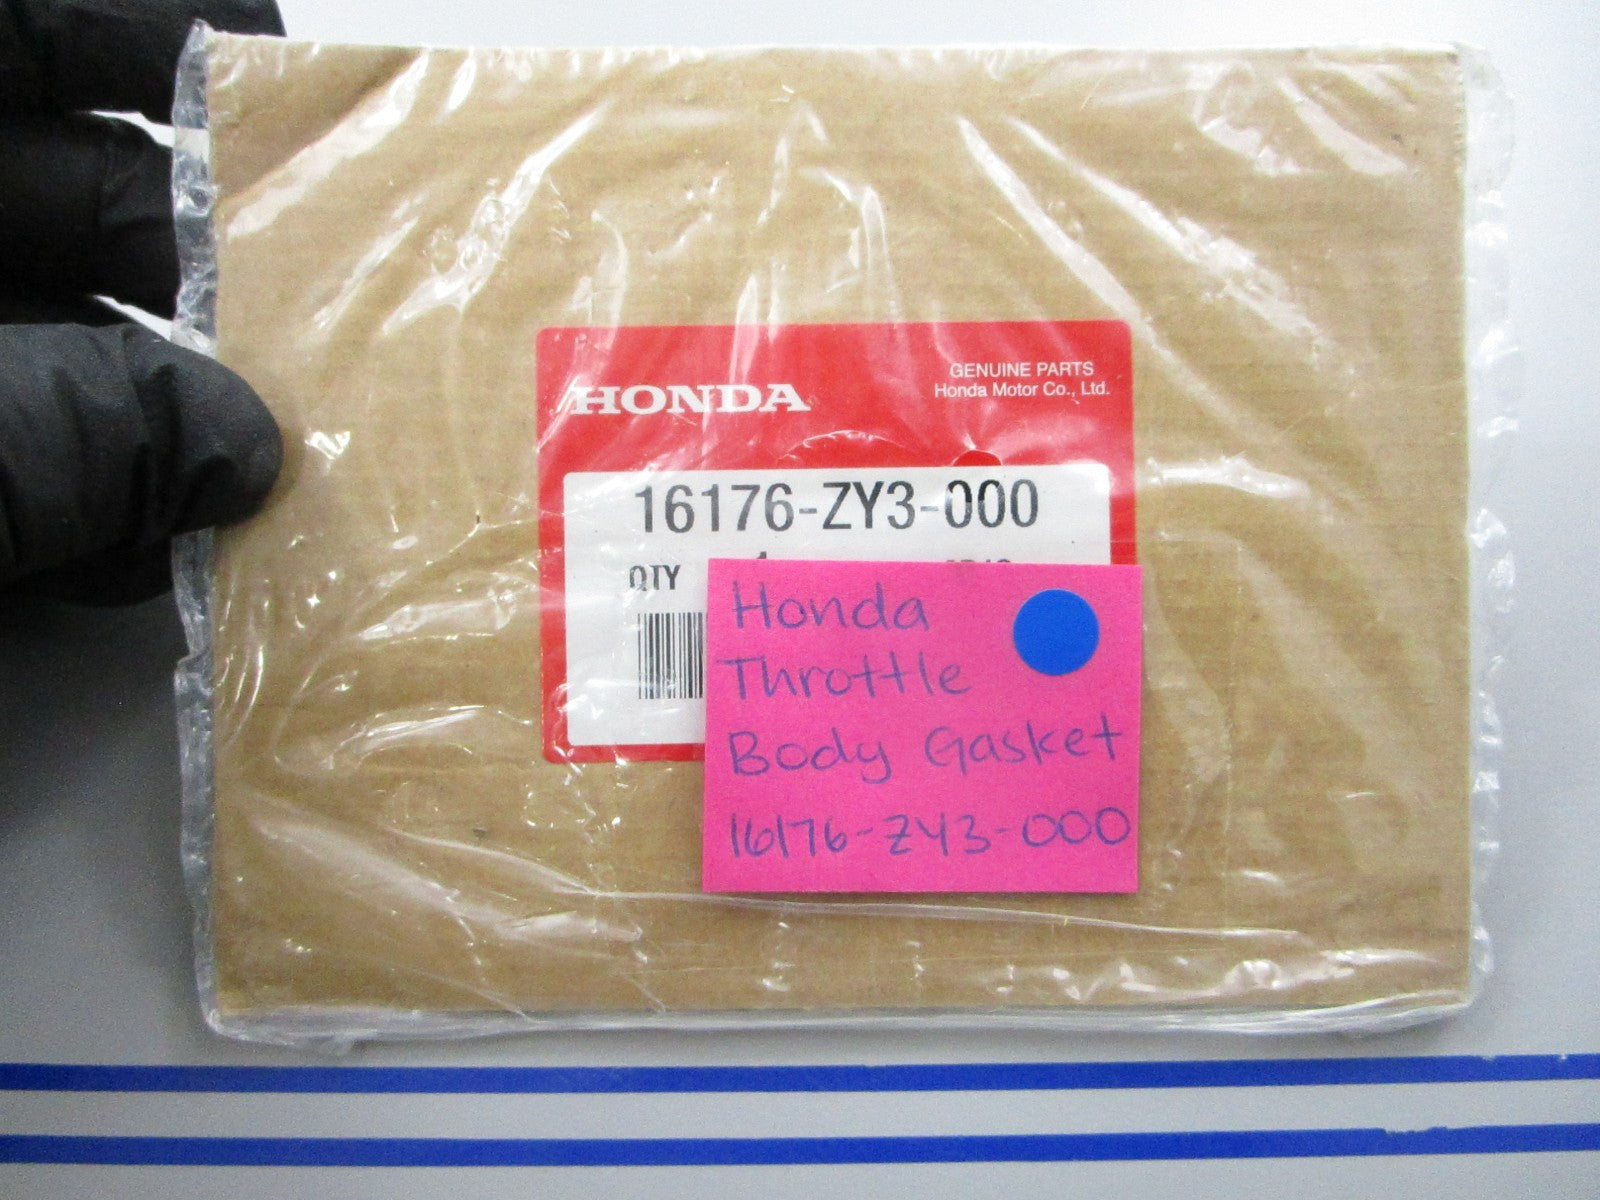 HONDA
GENUINE PARTS
Honda Motor Co., Ltd.
16176-ZY3-000
QTY
Honda
Throttle
Body Gasket
16176-ZY3-000